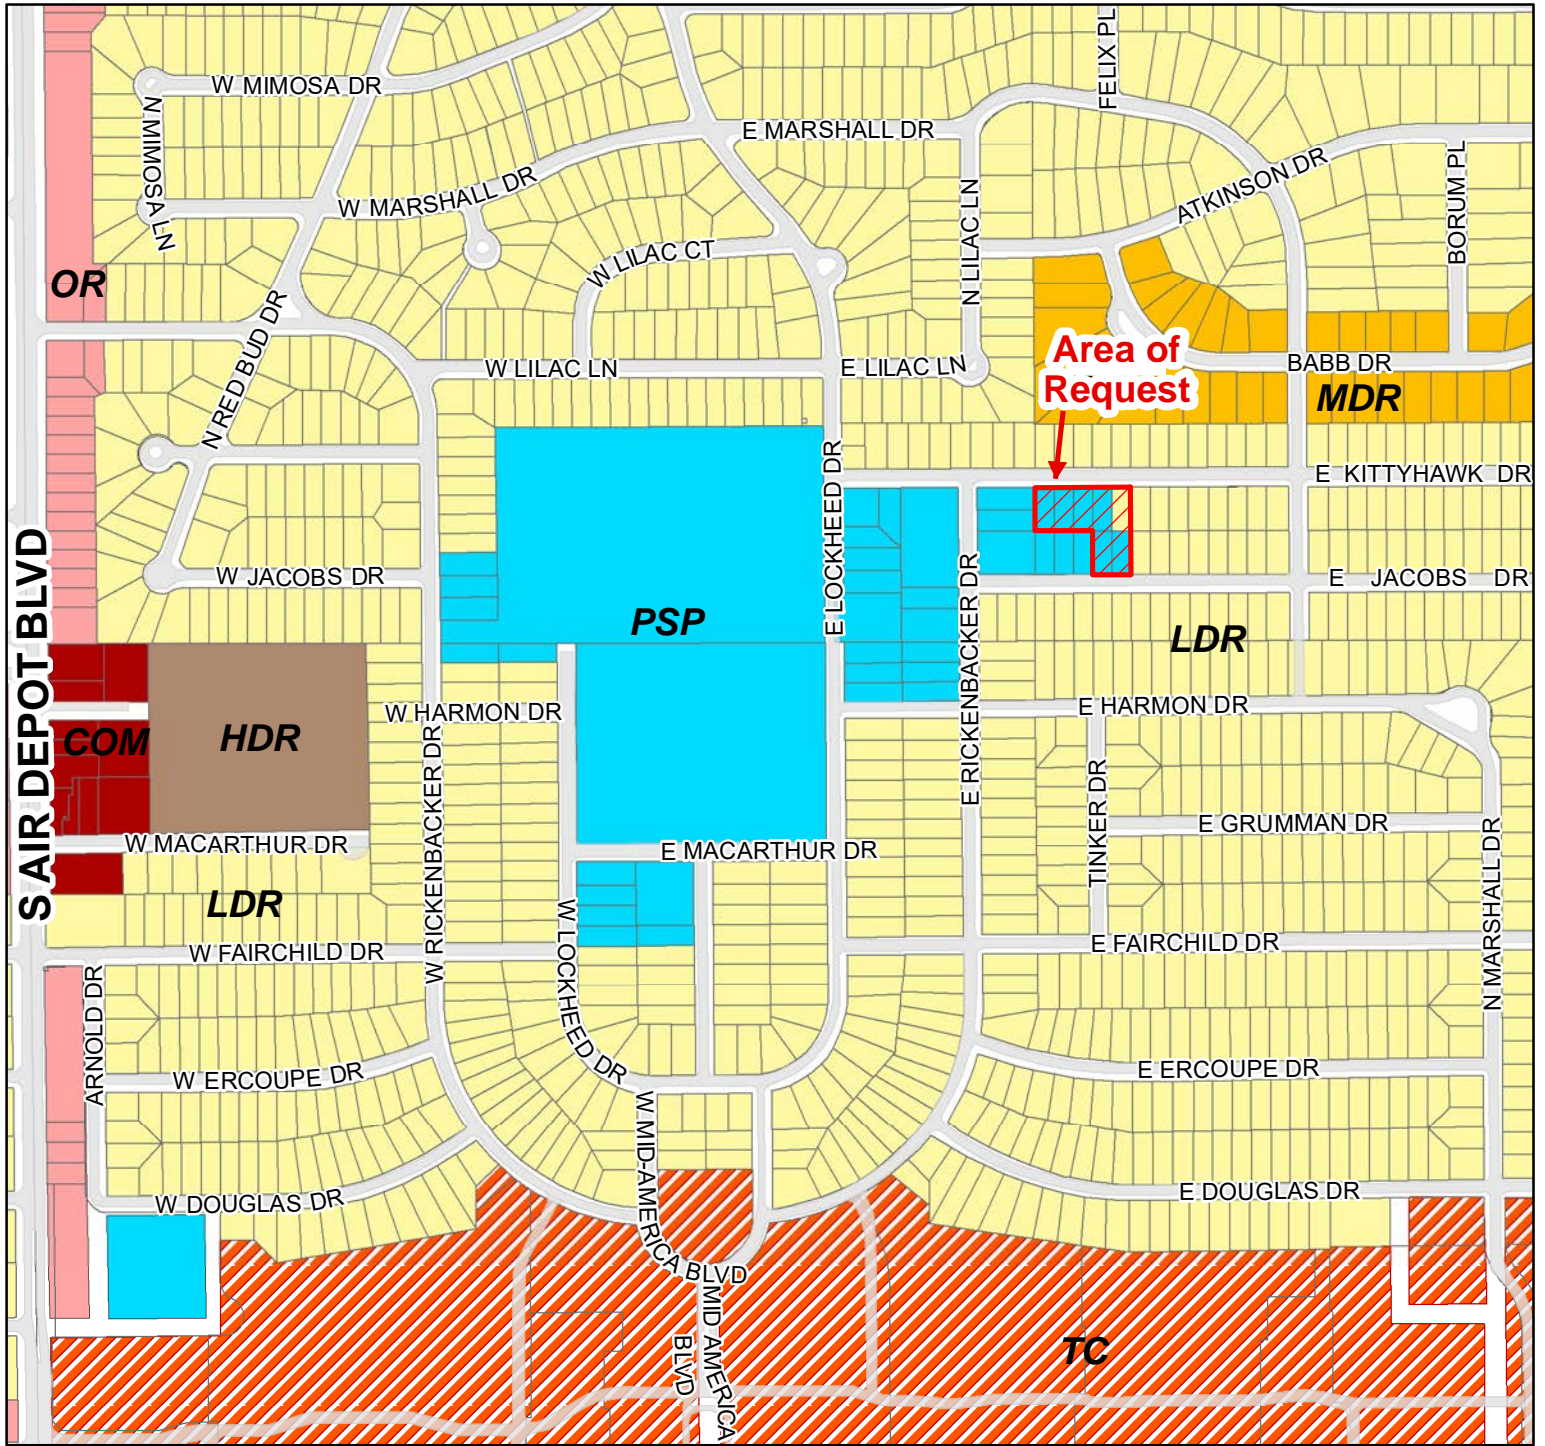 FELIX PL
W MIMOSA DR
E MARSHALL DR
N MIMOSA LN
BORUM PL
ATKINSON DR
W MARSHALL DR
N LILAC LN
W LILAC CT
OR
N RED BUD DR
Area of
Request
W LILAC LN
E LILAC LN
BABB DR
MDR
E LOCKHEED DR
E KITTYHAWK DR
S AIR DEPOT BLVD
W JACOBS DR
E JACOBS DR
E RICKENBACKER DR
PSP
LDR
W HARMON DR
E HARMON DR
COM
HDR
W RICKENBACKER DR
TINKER DR
E GRUMMAN DR
W MACARTHUR DR
E MACARTHUR DR
N MARSHALL DR
LDR
W LOCKHEED DR
W FAIRCHILD DR
E FAIRCHILD DR
ARNOLD DR
W ERCOUPE DR
E ERCOUPE DR
W MID-AMERICA BLVD
W DOUGLAS DR
E DOUGLAS DR
MID AMERICA
BLVD
TC